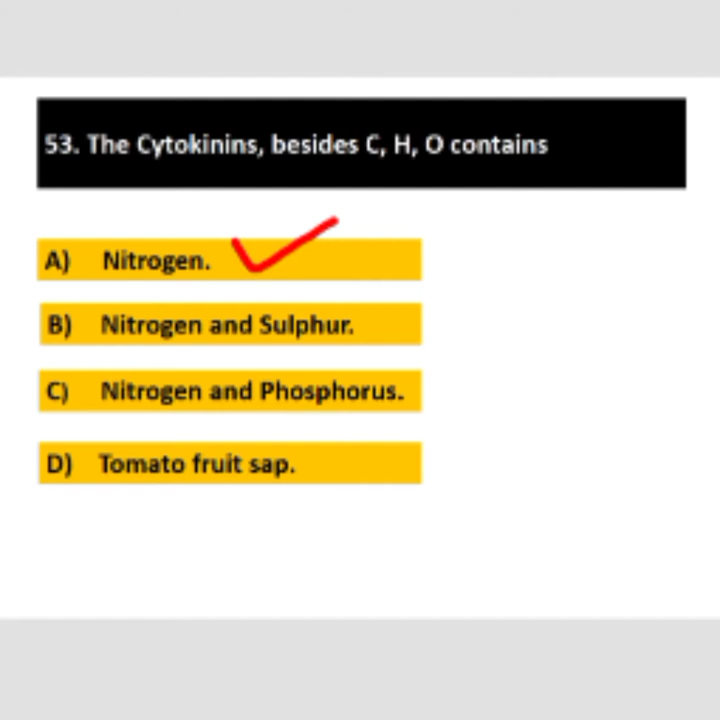 53. The Cytokinins, besides C, H, O contains
A) Nitrogen.
B) Nitrogen and Sulphur.
C) Nitrogen and Phosphorus.
D) Tomato fruit sap.